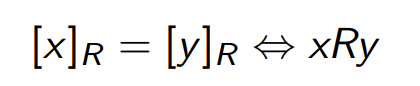 [x]_R = [y]_R ⇔ xRy